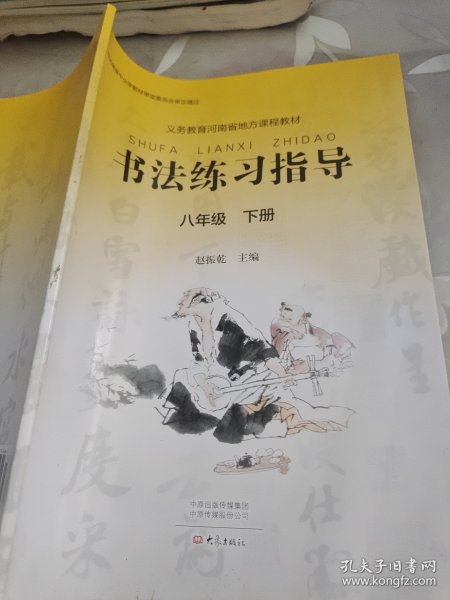 义务教育河南省地方课程教材
SHUFA LIANXI ZHIDAO
书法练习指导
八年级 下册
赵振乾 主编
中原出版传媒集团
中原传媒股份公司
大象出版社
孔夫子旧书网
www.kongfz.com